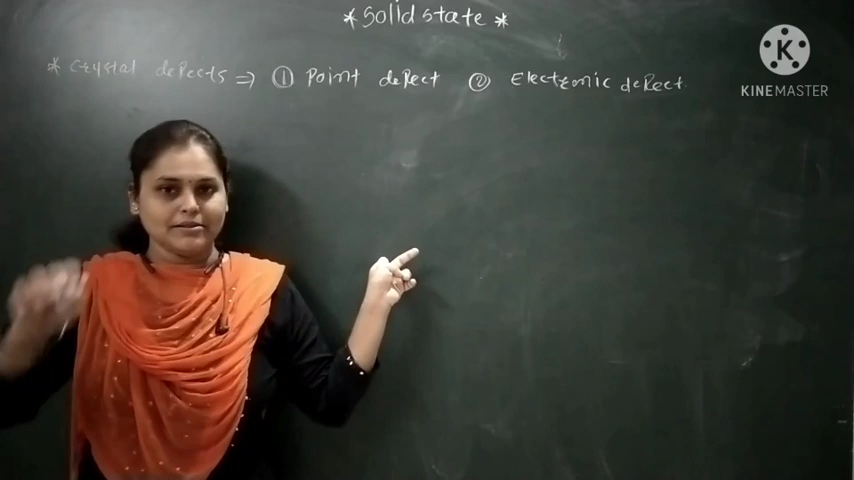 * Solid state *
* Crystal defects ⇒ ① Point defect ② Electronic defect.
K
KINEMASTER